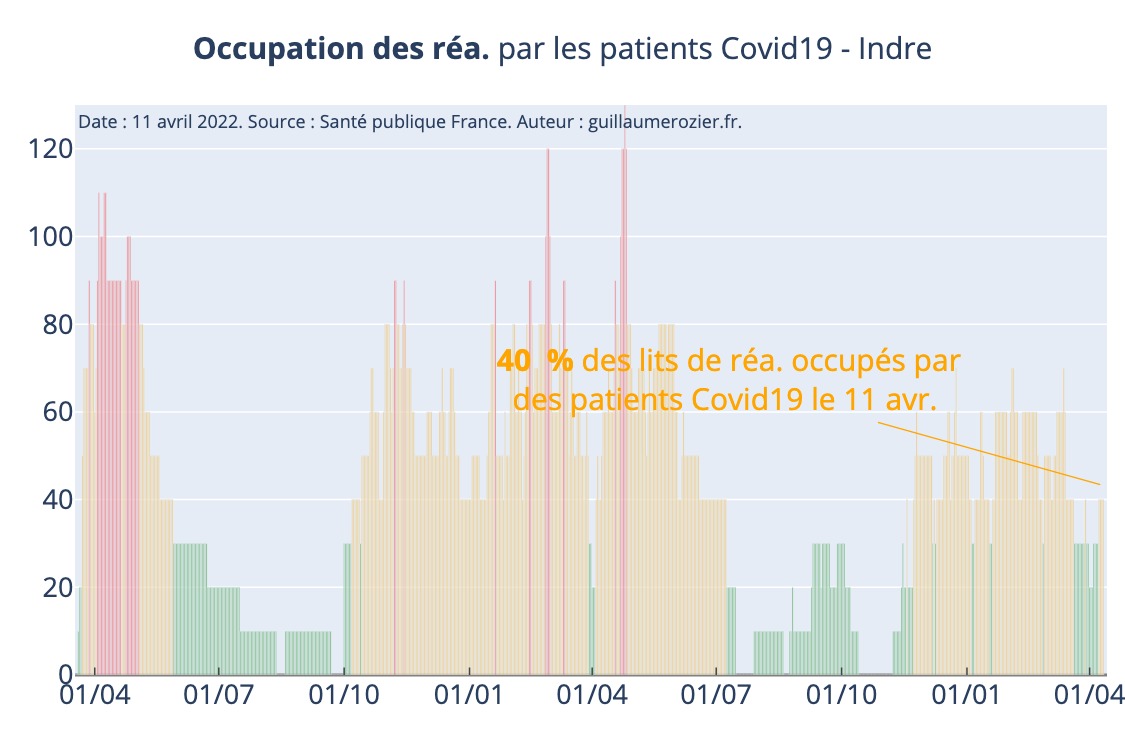 Occupation des réa. par les patients Covid19 - Indre
Date : 11 avril 2022. Source : Santé publique France. Auteur : guillaumerozier.fr.
120
100
80
60
40
20
0
40 % des lits de réa. occupés par
des patients Covid19 le 11 avr.
01/04 01/07 01/10 01/01 01/04 01/07 01/10 01/01 01/04